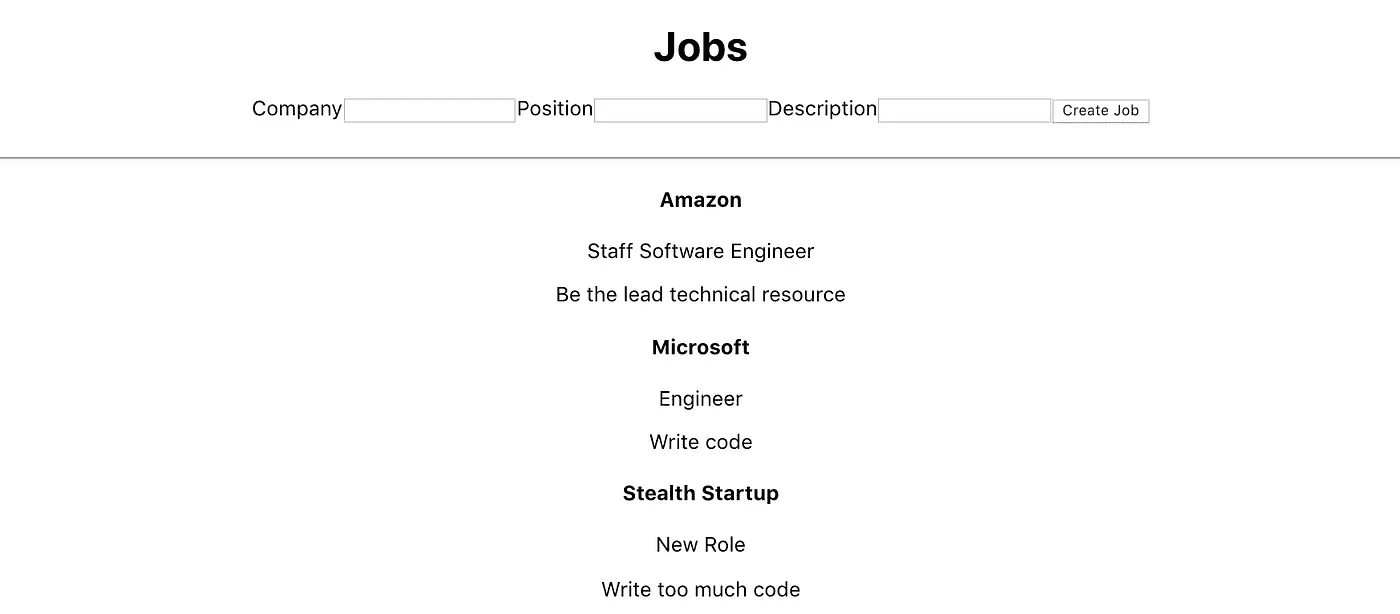 Jobs
Company Position Description Create Job
Amazon
Staff Software Engineer
Be the lead technical resource
Microsoft
Engineer
Write code
Stealth Startup
New Role
Write too much code